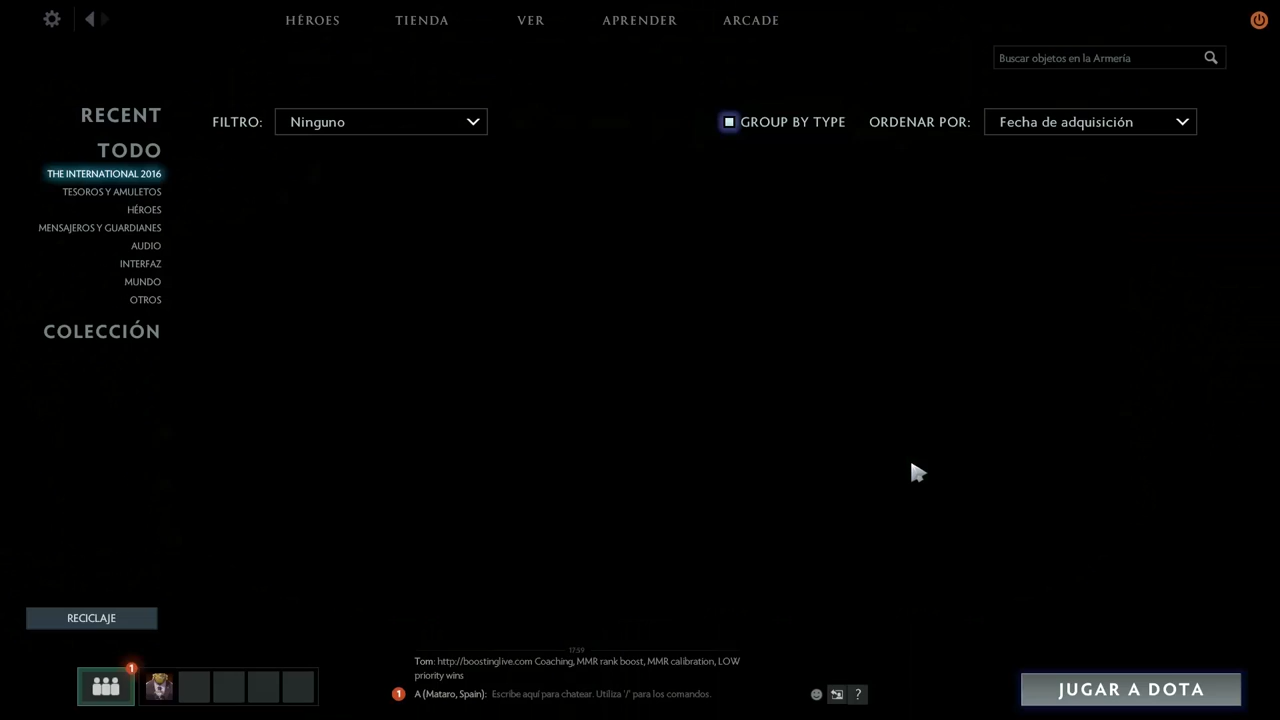 HÉROES TIENDA VER APRENDER ARCADE
Buscar objetos en la Armería
RECENT
FILTRO: Ninguno GROUP BY TYPE ORDENAR POR: Fecha de adquisición
TODO
THE INTERNATIONAL 2016
TESOROS Y AMULETOS
HÉROES
MENSAJEROS Y GUARDIANES
AUDIO
INTERFAZ
MUNDO
OTROS
COLECCIÓN
RECICLAJE
17:59
Tom: http://boostinglive.com Coaching, MMR rank boost, MMR calibration, LOW
priority wins
1
1 A (Mataro, Spain): Escribe aquí para chatear. Utiliza '/' para los comandos. ?
JUGAR A DOTA